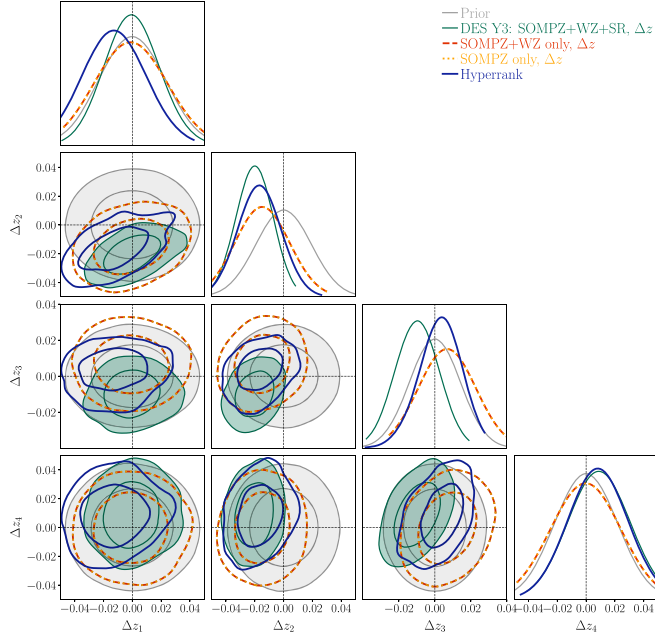 Prior
DES Y3: SOMPZ+WZ+SR, Δz
SOMPZ+WZ only, Δz
SOMPZ only, Δz
Hyperrank
0.04
0.02
0.00
−0.02
−0.04
Δz₂
0.04
0.02
0.00
−0.02
Δz₃
0.04
0.02
0.00
−0.02
−0.04
Δz₄
−0.04 −0.02 0.00 0.02 0.04
−0.04 −0.02 0.00 0.02 0.04
−0.02 0.00 0.02 0.04
−0.04 −0.02 0.00 0.02 0.04
Δz₁
Δz₂
Δz₃
Δz₄